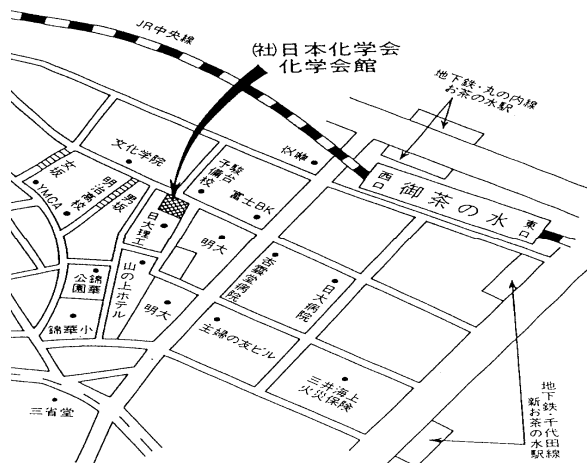 JR中央線
(社)日本化学会
化学会館
地下鉄・丸の内線
お茶の水駅
西口
御茶の水
東口
文化学院
駿台
予備校
富士BK
女坂
明治高校
YMCA
男坂
日大理工
明大
杏雲堂病院
日大病院
錦華
公園
山の上ホテル
明大
錦華小
主婦の友ビル
三井海上
火災保険
三省堂
地下鉄・千代田線
新お茶の水駅